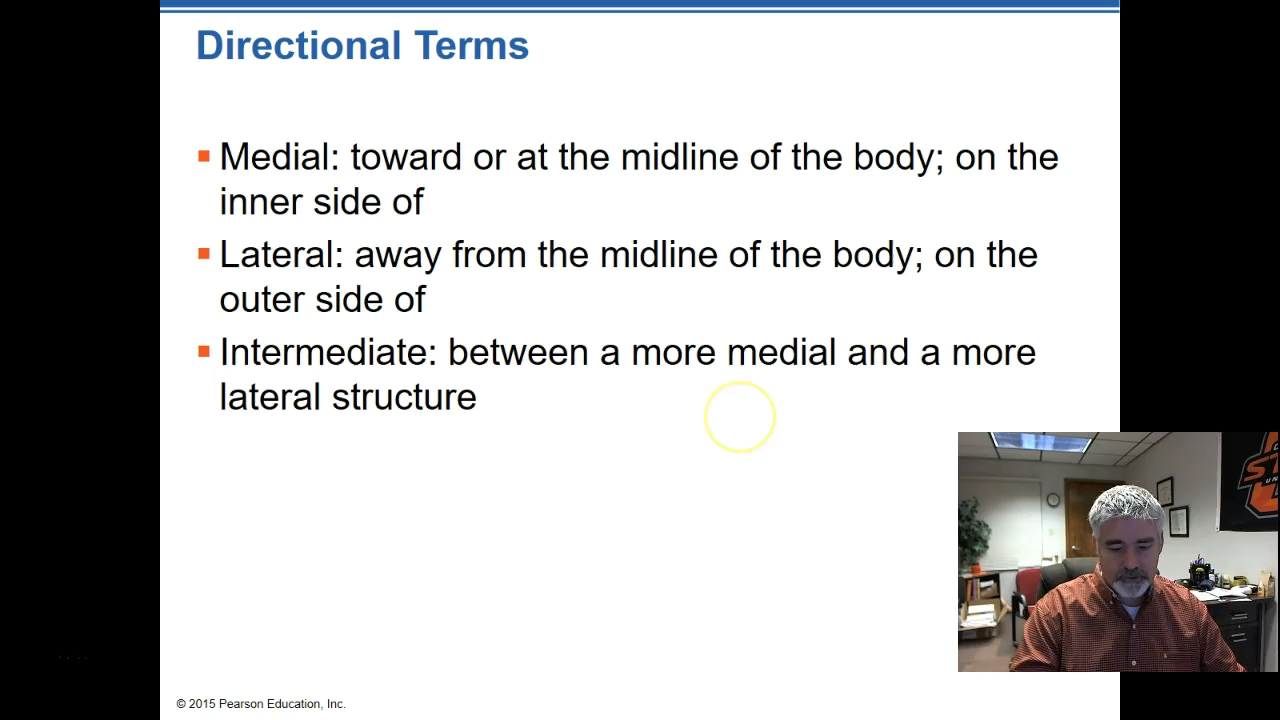 Directional Terms
▪ Medial: toward or at the midline of the body; on the
inner side of
▪ Lateral: away from the midline of the body; on the
outer side of
▪ Intermediate: between a more medial and a more
lateral structure
© 2015 Pearson Education, Inc.